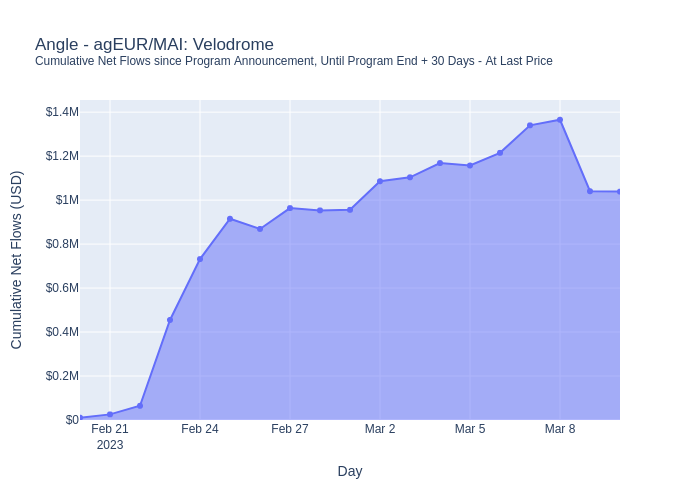 Angle - agEUR/MAI: Velodrome
Cumulative Net Flows since Program Announcement, Until Program End + 30 Days - At Last Price
Cumulative Net Flows (USD)
$1.4M
$1.2M
$1M
$0.8M
$0.6M
$0.4M
$0.2M
$0
Feb 21
2023
Feb 24
Feb 27
Mar 2
Mar 5
Mar 8
Day